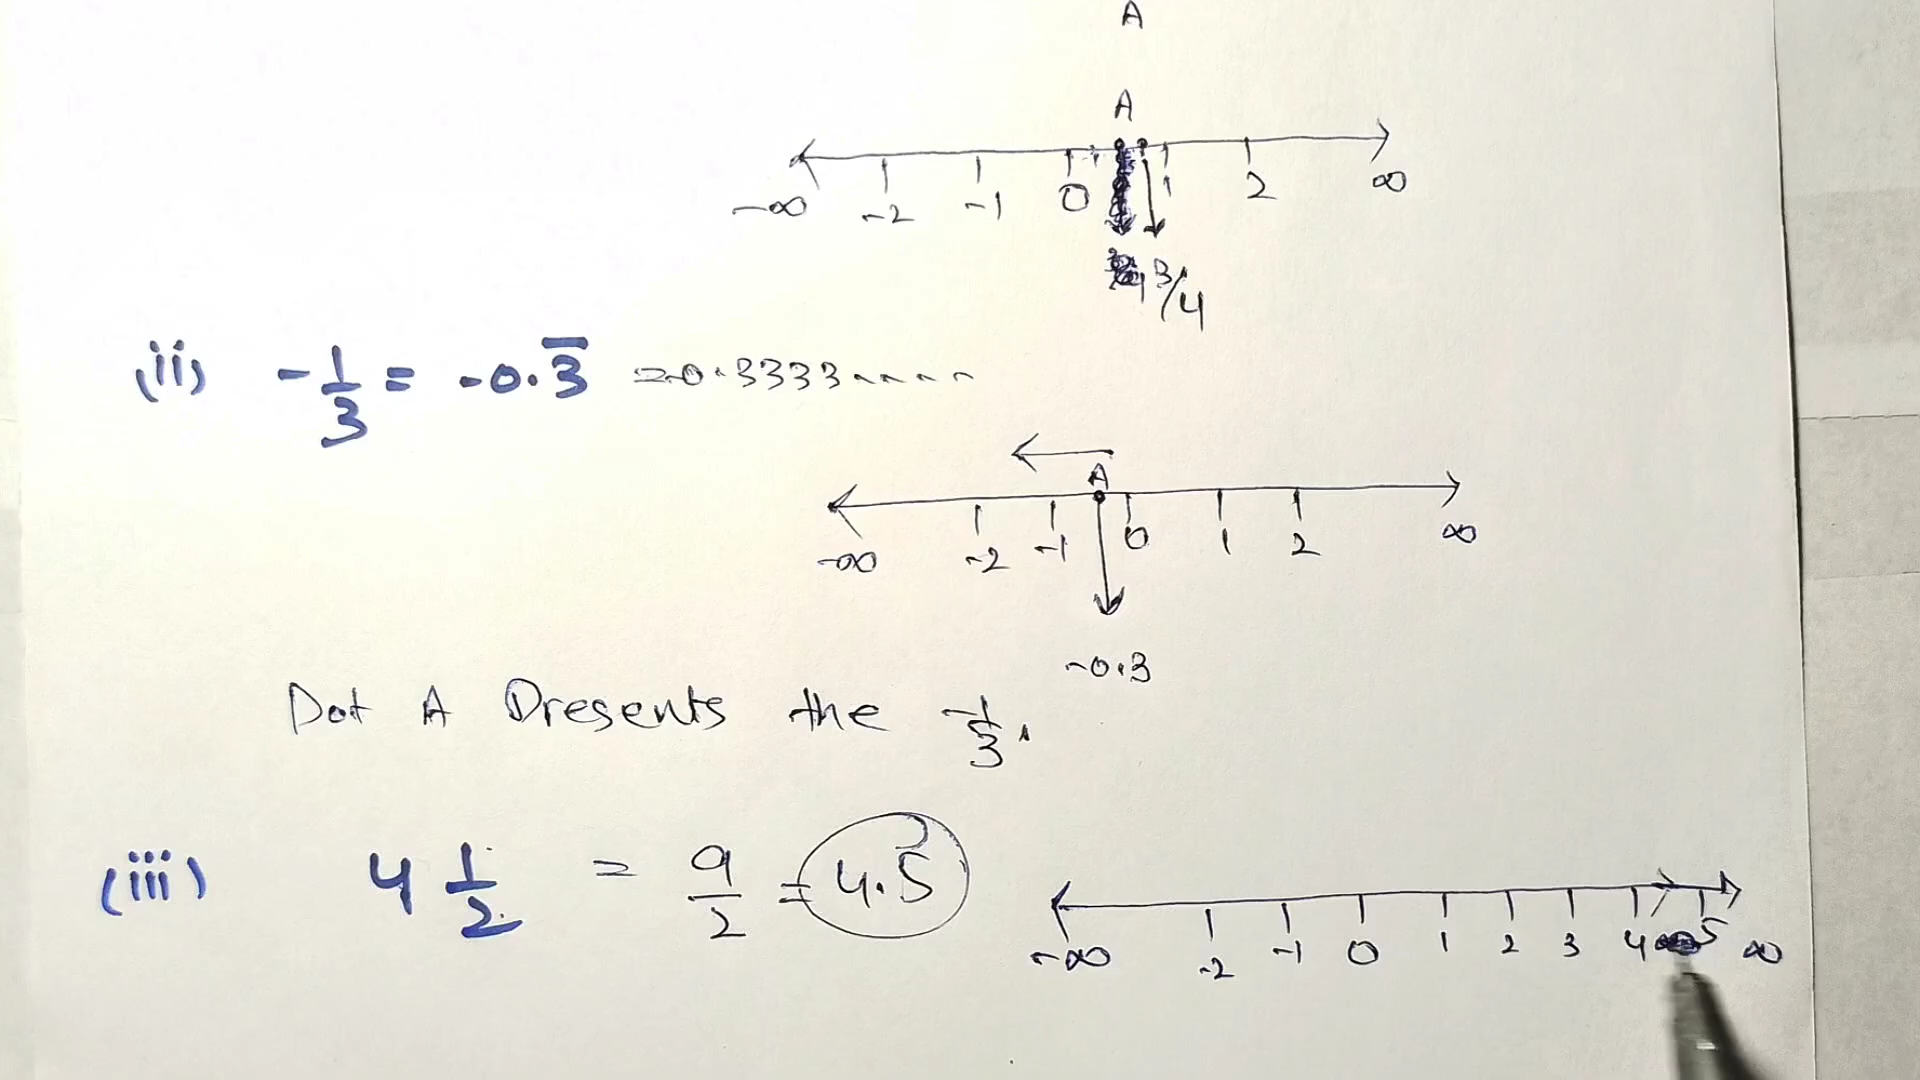 A
A
-∞ -2 -1 0 1 2 ∞
3/4
(ii) -1/3 = -0.3̅ = -0.3333....
A
-∞ -2 -1 0 1 2 ∞
-0.3
Dot A Presents the -1/3.
(iii) 4 1/2 = 9/2 = 4.5
-∞ -2 -1 0 1 2 3 4 5 ∞